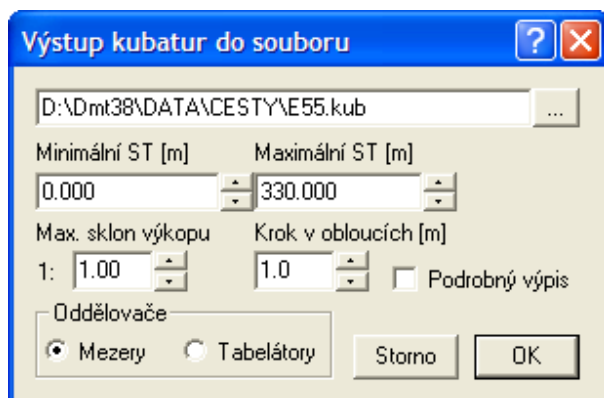 Výstup kubatur do souboru
D:\Dmt38\DATA\CESTY\E55.kub ...
Minimální ST [m] Maximální ST [m]
0.000 330.000
Max. sklon výkopu Krok v obloucích [m]
1: 1.00 1.0 Podrobný výpis
Oddělovače
Mezery Tabelátory Storno OK